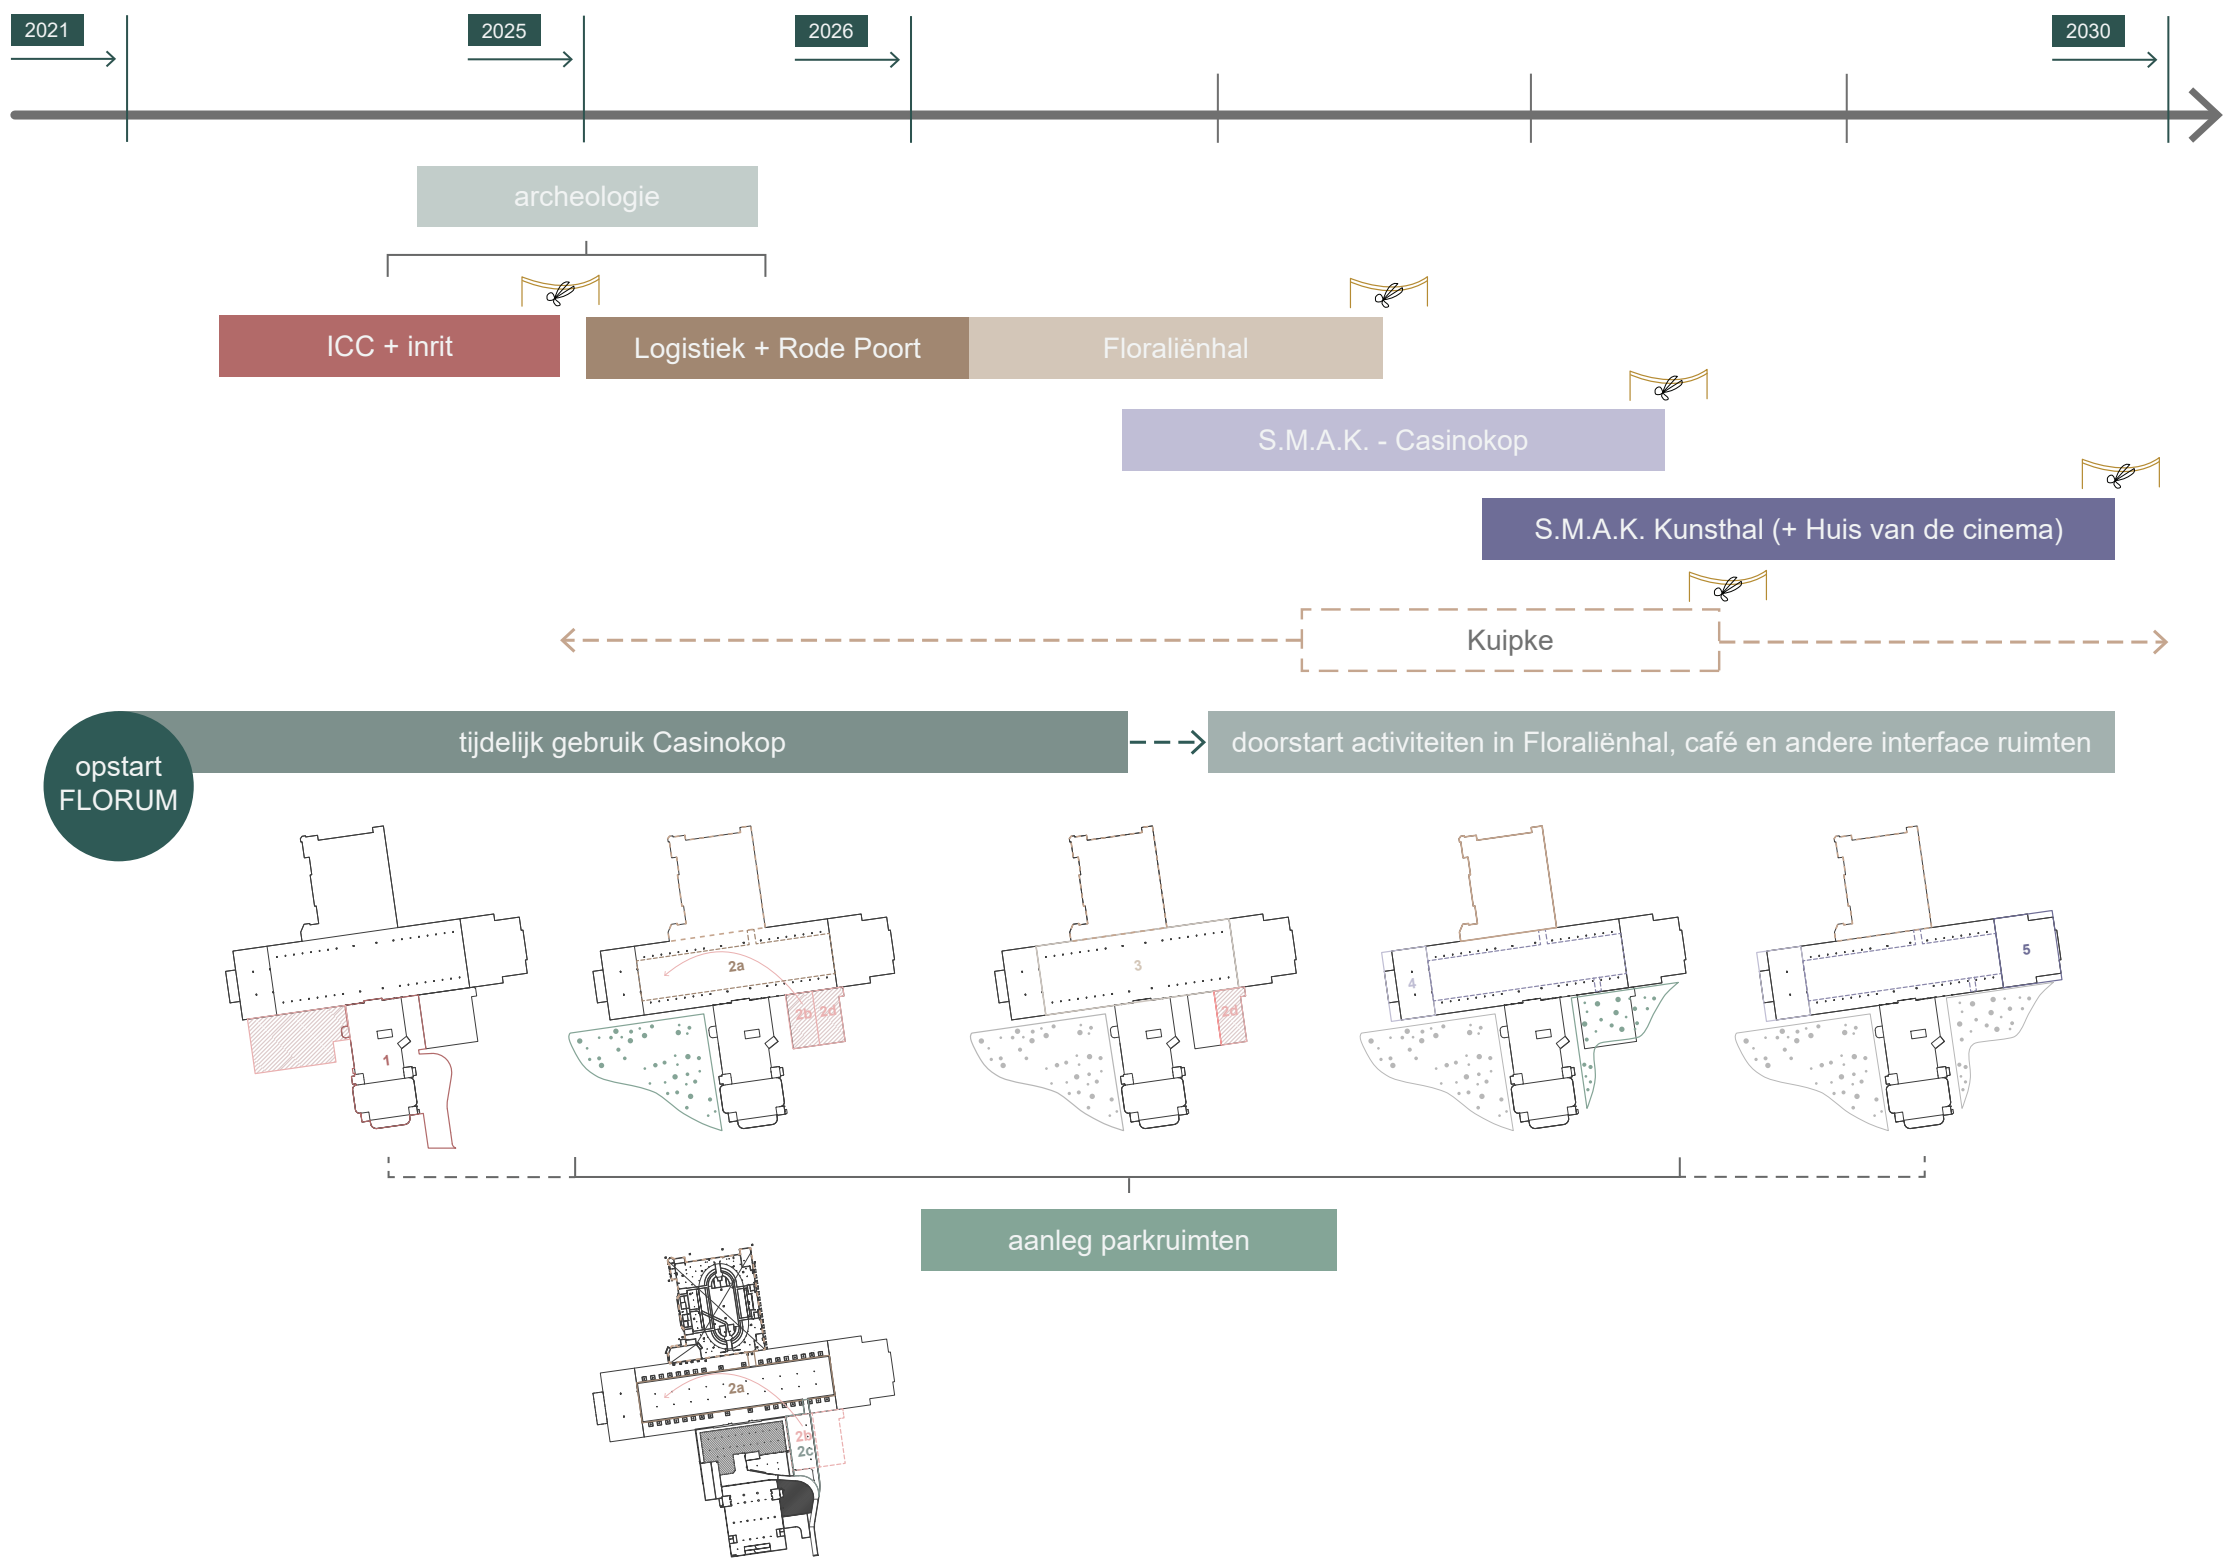 2021
2025
2026
2030
archeologie
ICC + inrit
Logistiek + Rode Poort
Floraliënhal
S.M.A.K. - Casinokop
S.M.A.K. Kunsthal (+ Huis van de cinema)
Kuipke
opstart
FLORUM
tijdelijk gebruik Casinokop
doorstart activiteiten in Floraliënhal, café en andere interface ruimten
1
2a
2b
2d
3
2d
4
5
aanleg parkruimten
2a
2b
2c